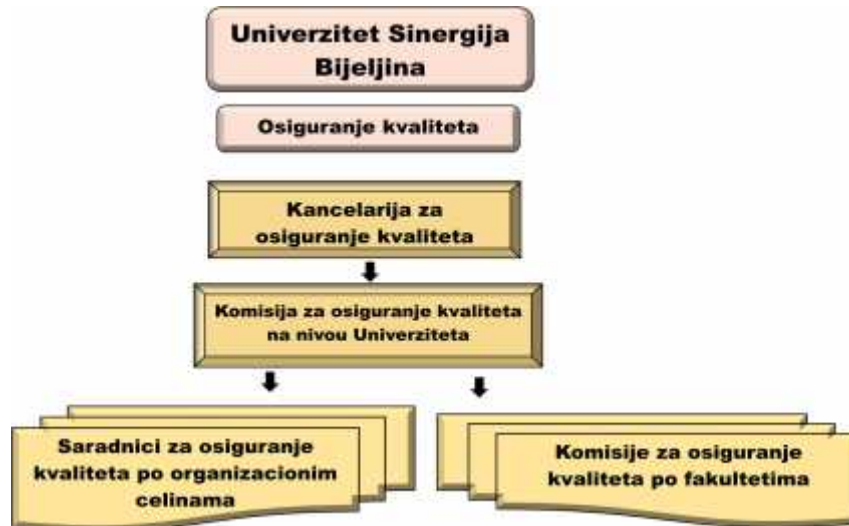 Univerzitet Sinergija
Bijeljina
Osiguranje kvaliteta
Kancelarija za
osiguranje kvaliteta
Komisija za osiguranje kvaliteta
na nivou Univerziteta
Saradnici za osiguranje
kvaliteta po organizacionim
celinama
Komisije za osiguranje
kvaliteta po fakultetima